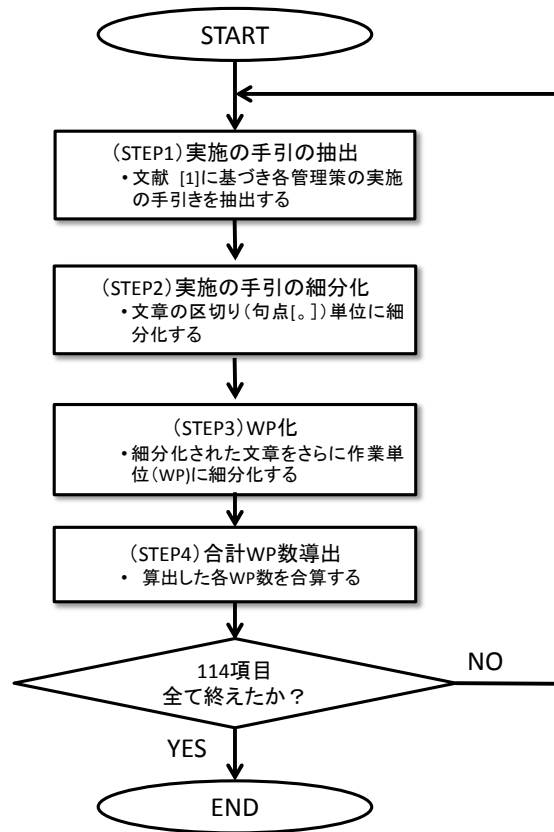 START
(STEP1)実施の手引の抽出
・文献 [1]に基づき各管理策の実施
の手引きを抽出する
(STEP2)実施の手引の細分化
・文章の区切り(句点[。])単位に細
分化する
(STEP3)WP化
・細分化された文章をさらに作業単
位(WP)に細分化する
(STEP4)合計WP数導出
・ 算出した各WP数を合算する
114項目
全て終えたか?
NO
YES
END